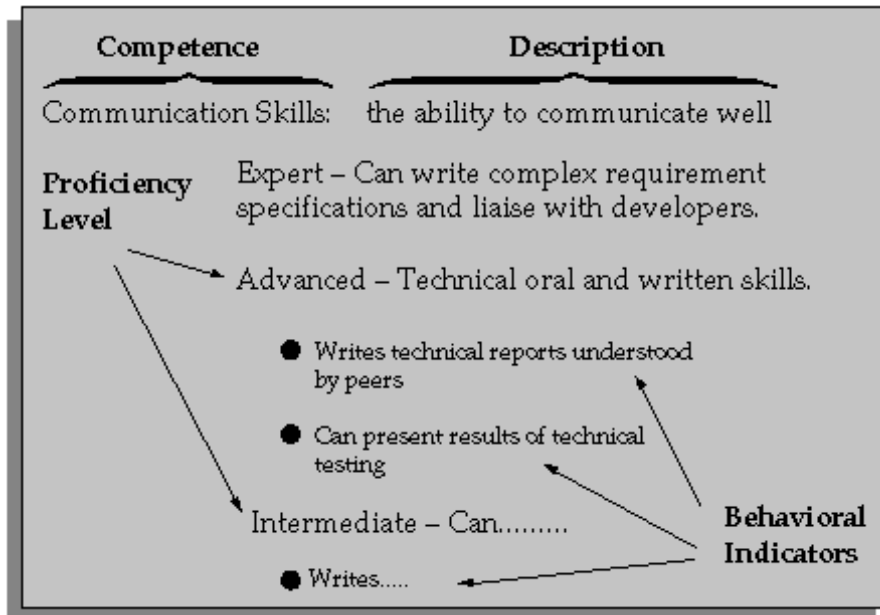 Competence Description
Communication Skills: the ability to communicate well
Proficiency
Level
Expert – Can write complex requirement
specifications and liaise with developers.
Advanced – Technical oral and written skills.
● Writes technical reports understood
by peers
● Can present results of technical
testing
Intermediate – Can.........
● Writes.....
Behavioral
Indicators